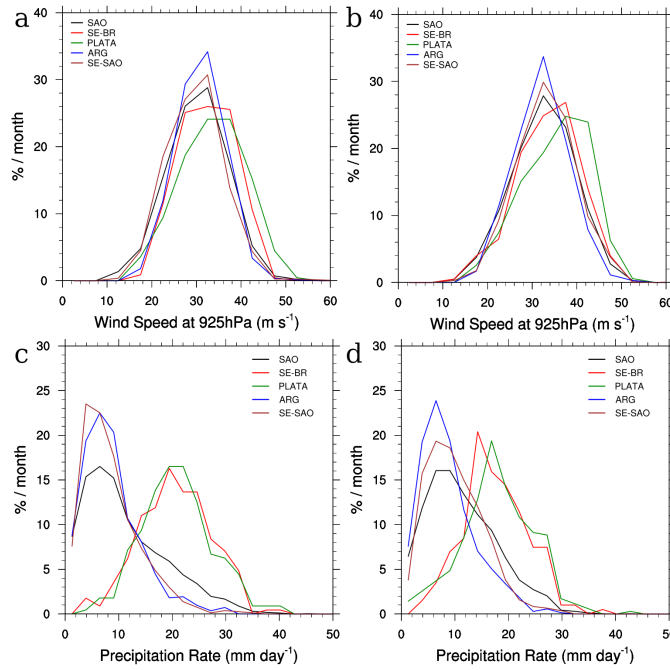 a
SAO
SE-BR
PLATA
ARG
SE-SAO
40
30
20
10
0
% / month
0 10 20 30 40 50 60
Wind Speed at 925hPa (m s⁻¹)
b
SAO
SE-BR
PLATA
ARG
SE-SAO
40
30
20
10
0
% / month
0 10 20 30 40 50 60
Wind Speed at 925hPa (m s⁻¹)
c
SAO
SE-BR
PLATA
ARG
SE-SAO
30
25
20
15
10
5
0
% / month
0 10 20 30 40 50
Precipitation Rate (mm day⁻¹)
d
SAO
SE-BR
PLATA
ARG
SE-SAO
30
25
20
15
10
5
0
% / month
0 10 20 30 40 50
Precipitation Rate (mm day⁻¹)